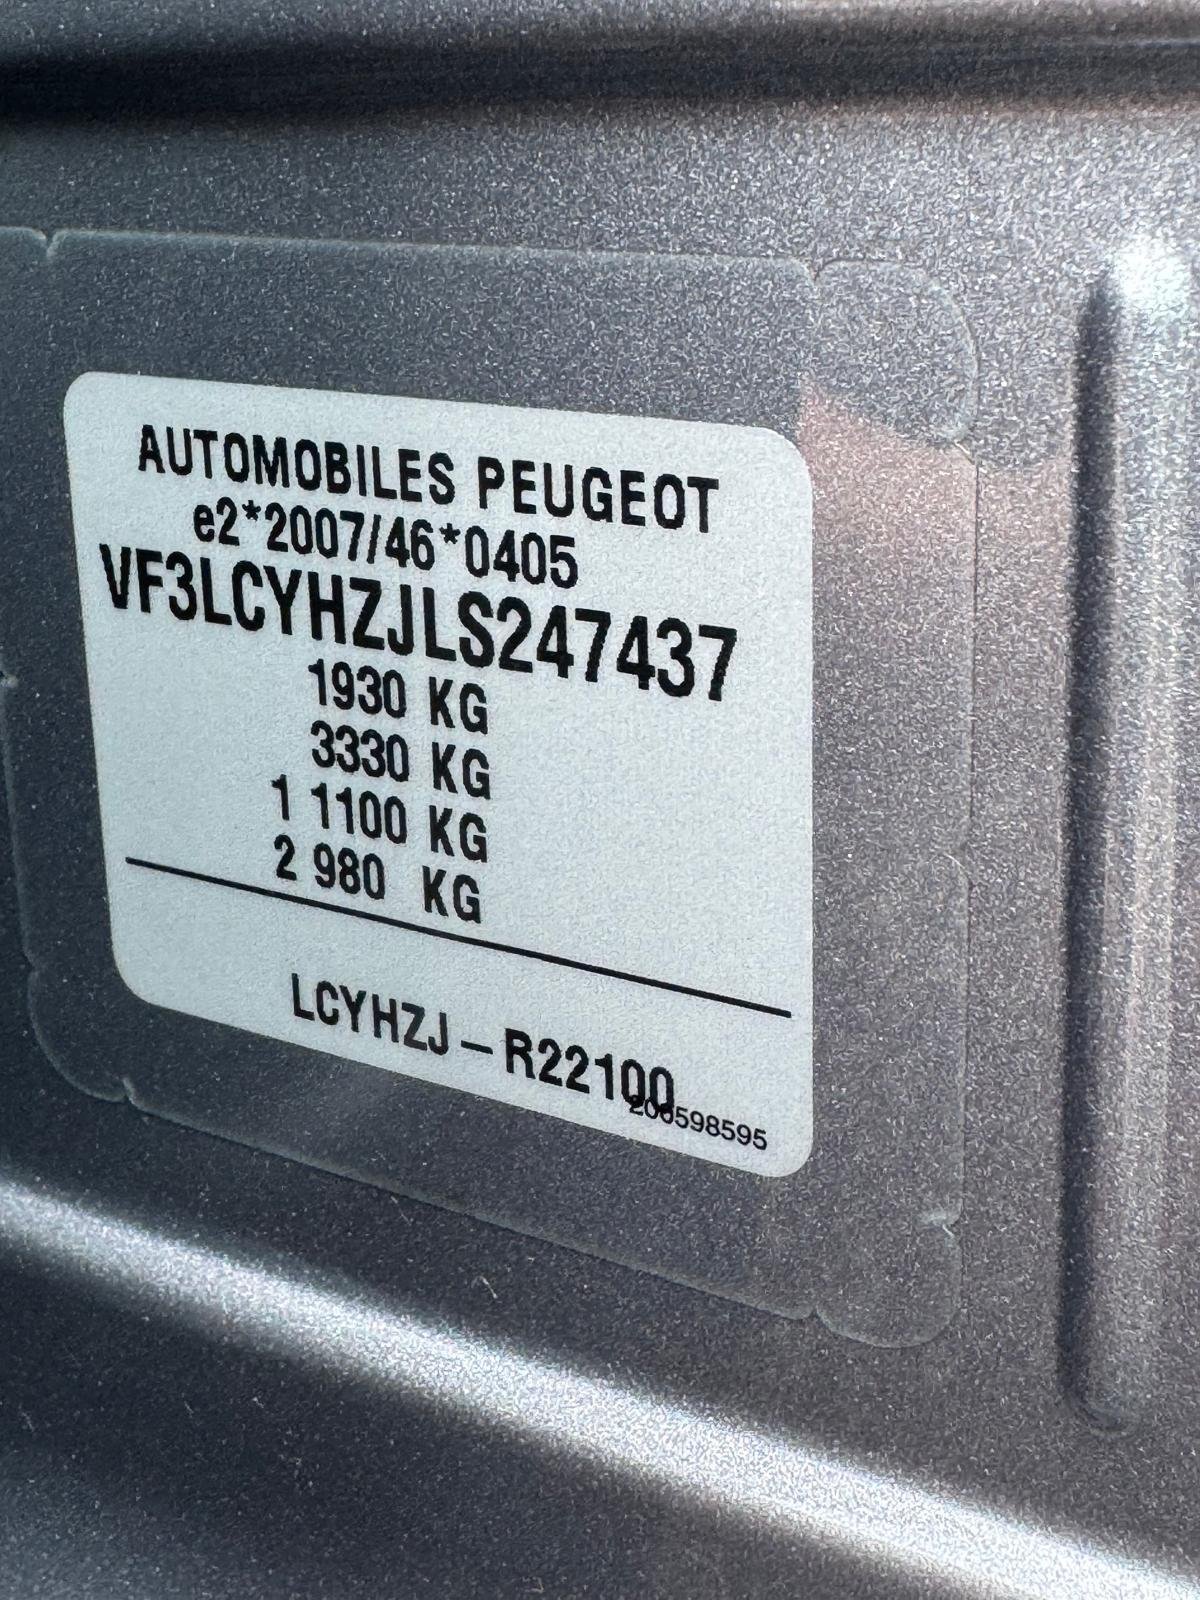 AUTOMOBILES PEUGEOT
e2*2007/46*0405
VF3LCYHZJLS247437
1930 KG
3330 KG
1 1100 KG
2 980 KG
LCYHZJ – R22100
200598595